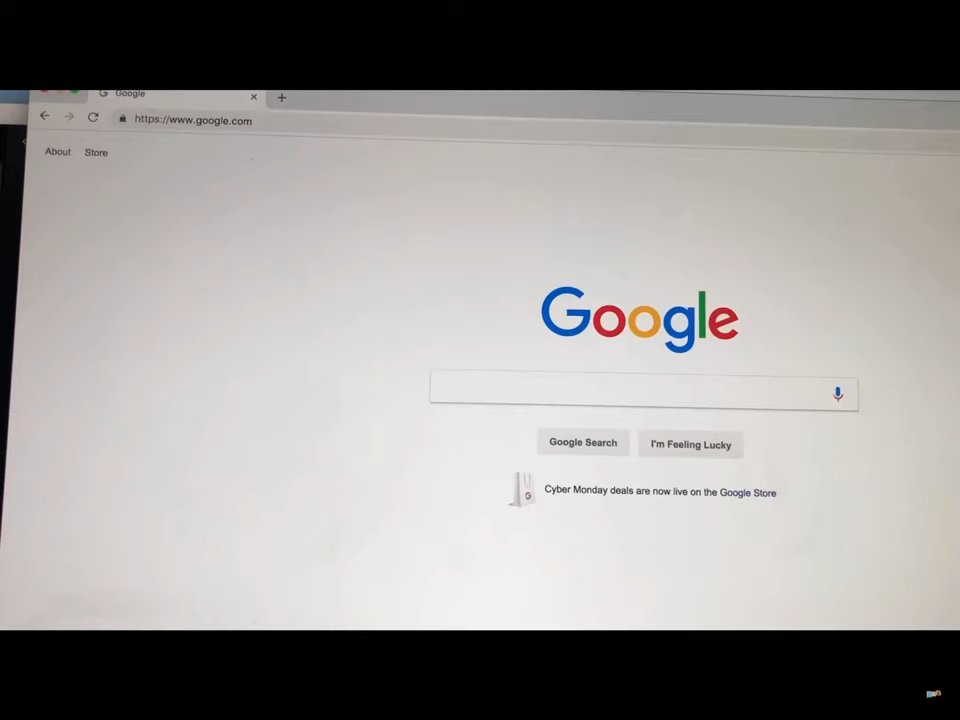 Google
https://www.google.com
About Store
Google
Google Search I'm Feeling Lucky
G
Cyber Monday deals are now live on the Google Store